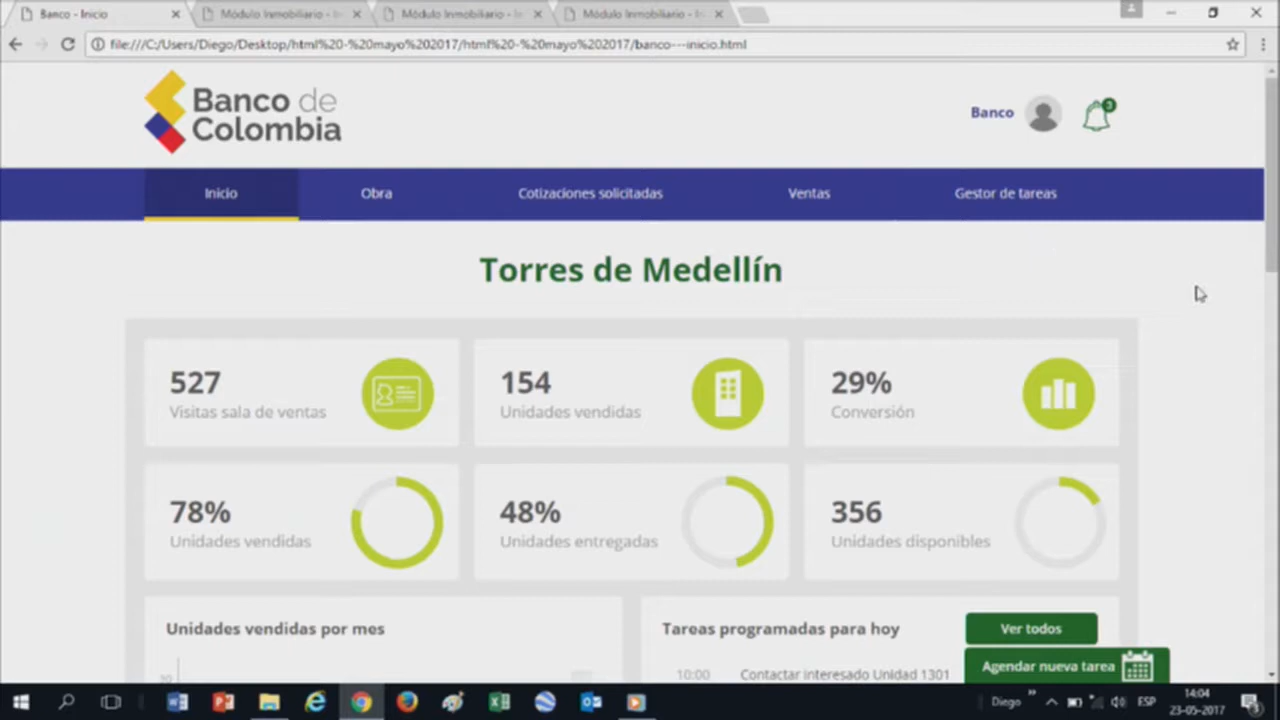 Banco - Inicio
Módulo Inmobiliario - In
Módulo Inmobiliario - In
Módulo Inmobiliario - In
file:///C:/Users/Diego/Desktop/html%20-%20mayo%202017/html%20-%20mayo%202017/banco---inicio.html
Banco de
Colombia
Banco
3
Inicio
Obra
Cotizaciones solicitadas
Ventas
Gestor de tareas
Torres de Medellín
527
Visitas sala de ventas
154
Unidades vendidas
29%
Conversión
78%
Unidades vendidas
48%
Unidades entregadas
356
Unidades disponibles
Unidades vendidas por mes
Tareas programadas para hoy
Ver todos
10:00 Contactar interesado Unidad 1301
Agendar nueva tarea
Diego
ESP
14:04
23-05-2017